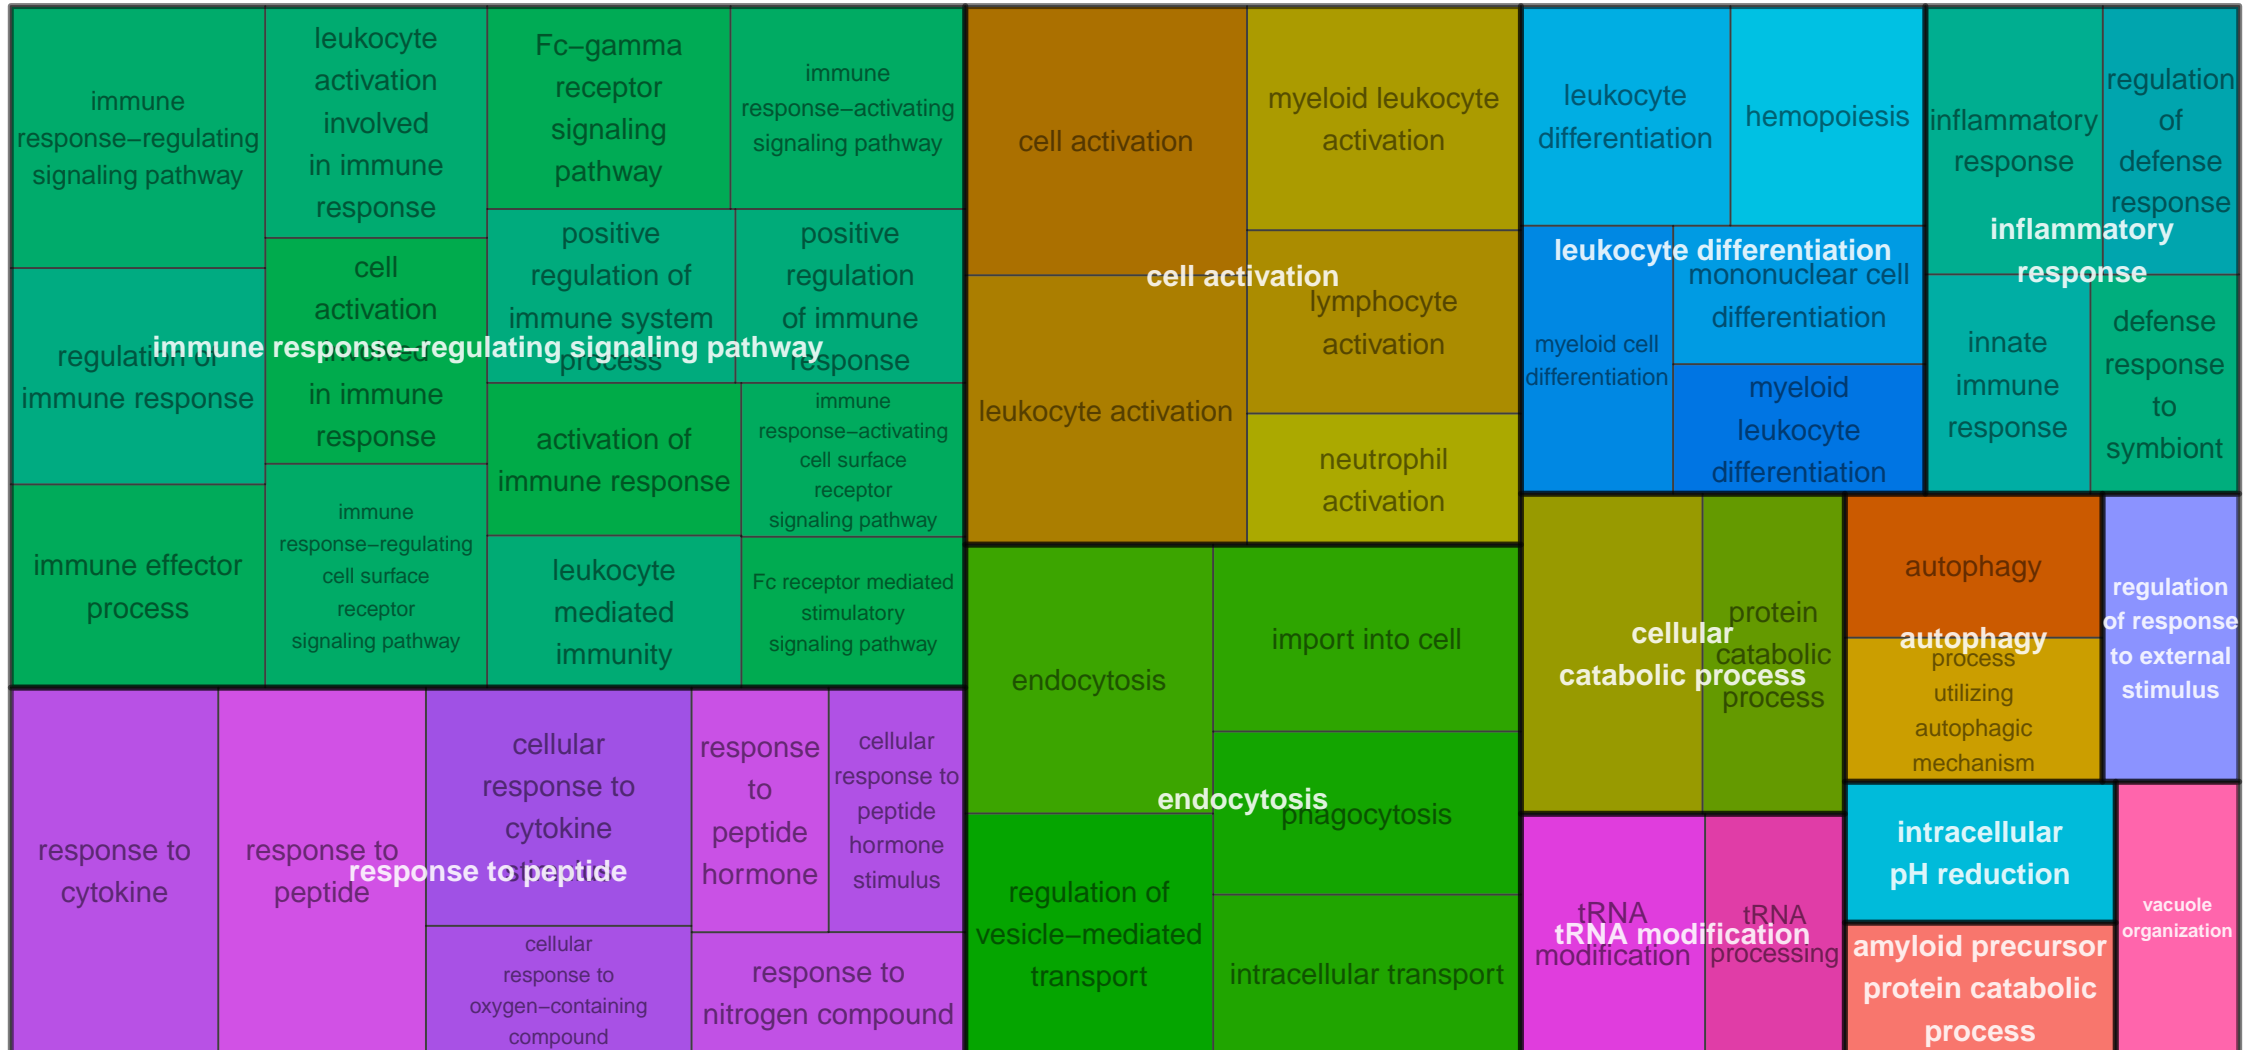 immune
response−regulating
signaling pathway
leukocyte
activation
involved
in immune
response
Fc−gamma
receptor
signaling
pathway
immune
response−activating
signaling pathway
regulation of
immune response
cell
activation
involved
in immune
response
positive
regulation of
immune system
process
positive
regulation
of immune
response
immune response−regulating signaling pathway
activation of
immune response
immune
response−activating
cell surface
receptor
signaling pathway
immune effector
process
immune
response−regulating
cell surface
receptor
signaling pathway
leukocyte
mediated
immunity
Fc receptor mediated
stimulatory
signaling pathway
cell activation
myeloid leukocyte
activation
cell activation
leukocyte activation
lymphocyte
activation
neutrophil
activation
leukocyte
differentiation
hemopoiesis
leukocyte differentiation
myeloid cell
differentiation
mononuclear cell
differentiation
myeloid
leukocyte
differentiation
inflammatory
response
regulation
of
defense
response
inflammatory
response
innate
immune
response
defense
response
to
symbiont
response to
cytokine
response to
peptide
cellular
response to
cytokine
stimulus
response to peptide
response
to
peptide
hormone
cellular
response to
peptide
hormone
stimulus
cellular
response to
oxygen−containing
compound
response to
nitrogen compound
endocytosis
import into cell
endocytosis
phagocytosis
regulation of
vesicle−mediated
transport
intracellular transport
cellular
catabolic process
protein
catabolic
process
autophagy
autophagy
process
utilizing
autophagic
mechanism
regulation
of response
to external
stimulus
tRNA
modification
tRNA
processing
tRNA modification
intracellular
pH reduction
amyloid precursor
protein catabolic
process
vacuole
organization